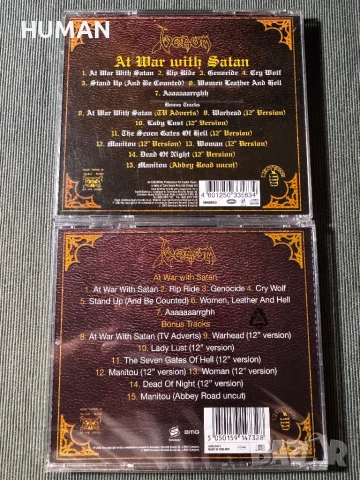 VENOM
At War with Satan
1. At War With Satan 2. Rip Ride 3. Genocide 4. Cry Wolf
5. Stand Up (And Be Counted) 6. Women Leather And Hell
7. Aaaaaaarrghh
Bonus Tracks
8. At War With Satan (TV Adverts) 9. Warhead (12" Version)
10. Lady Lust (12" Version)
11. The Seven Gates Of Hell (12" Version)
12. Manitou (12" Version) 13. Woman (12" Version)
14. Dead Of Night (12" Version)
15. Manitou (Abbey Road uncut)
VENOM
At War with Satan
1. At War With Satan 2. Rip Ride 3. Genocide 4. Cry Wolf
5. Stand Up (And Be Counted) 6. Women, Leather And Hell
7. Aaaaaaarrghh
Bonus Tracks
8. At War With Satan (TV Adverts) 9. Warhead (12" version)
10. Lady Lust (12" version)
11. The Seven Gates Of Hell (12" version)
12. Manitou (12" version) 13. Woman (12" version)
14. Dead Of Night (12" version)
15. Manitou (Abbey Road uncut)
BMG
5 050159 147328